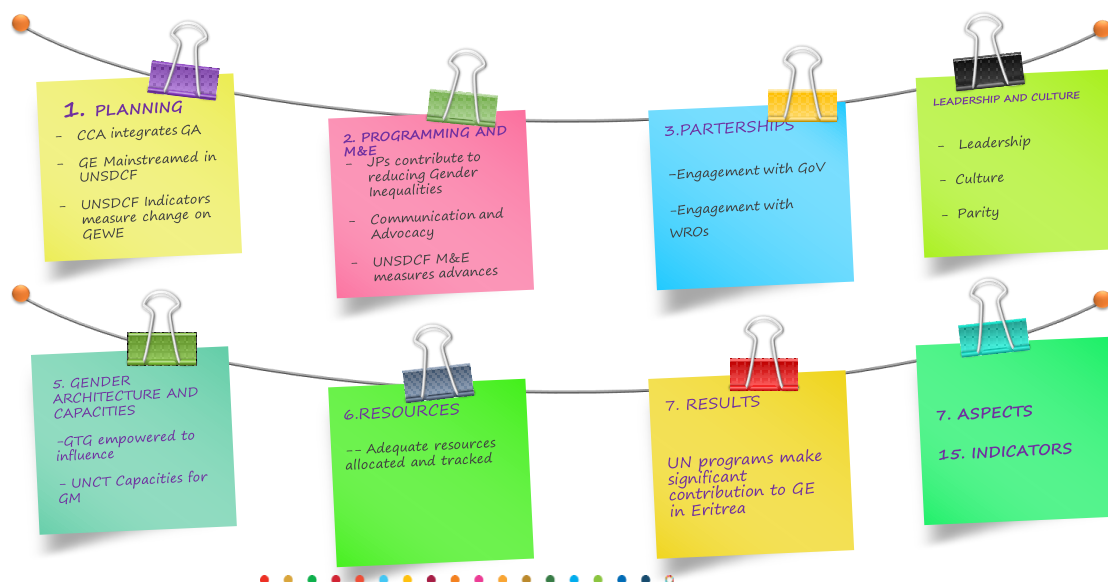 1. PLANNING
- CCA integrates GA
- GE Mainstreamed in
UNSDCF
- UNSDCF Indicators
measure change on
GEWE
2. PROGRAMMING AND
M&E
- JPs contribute to
reducing Gender
Inequalities
- Communication and
Advocacy
- UNSDCF M&E
measures advances
3.PARTERSHIPS
-Engagement with GoV
-Engagement with
WROs
LEADERSHIP AND CULTURE
- Leadership
- Culture
- Parity
5. GENDER
ARCHITECTURE AND
CAPACITIES
-GTG empowered to
influence
- UNCT Capacities for
GM
6.RESOURCES
-- Adequate resources
allocated and tracked
7. RESULTS
UN programs make
significant
contribution to GE
in Eritrea
7. ASPECTS
15. INDICATORS